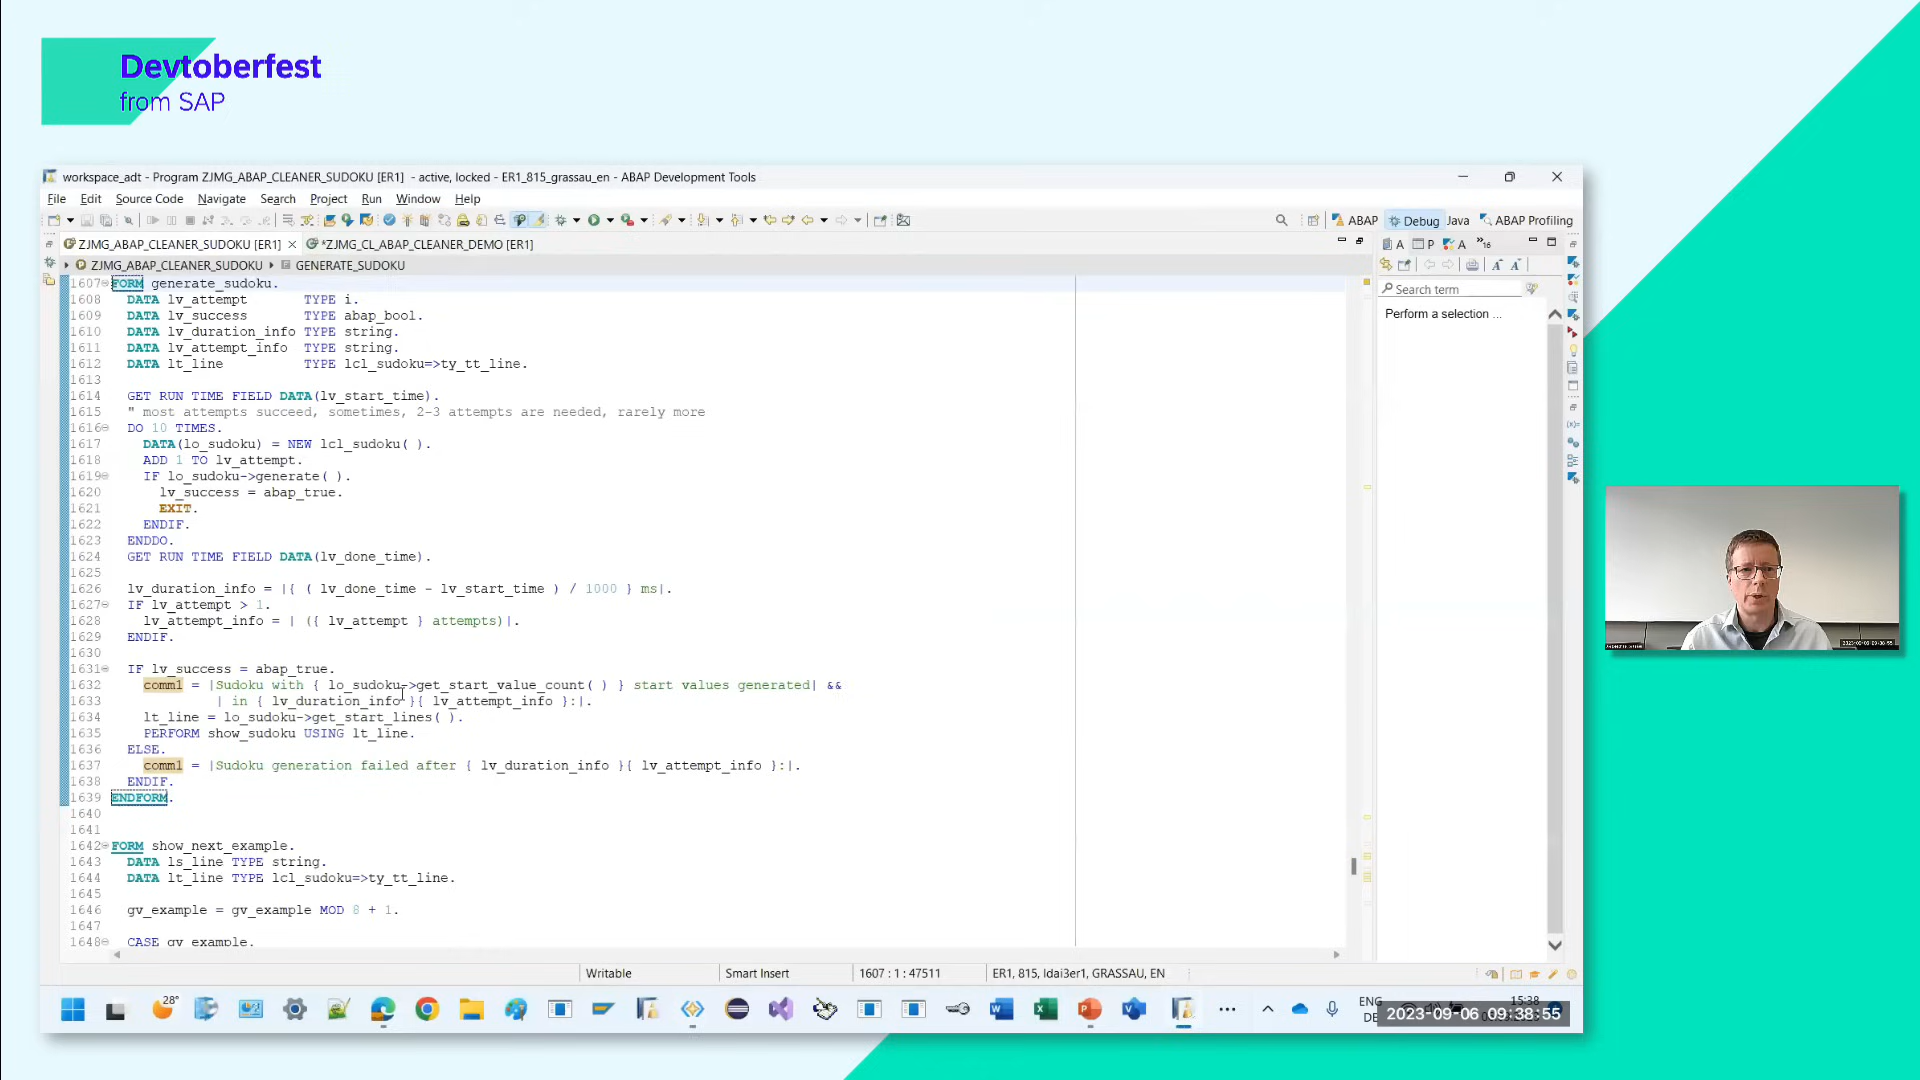 Devtoberfest
from SAP
workspace_adt - Program ZJMG_ABAP_CLEANER_SUDOKU [ER1] - active, locked - ER1_815_grassau_en - ABAP Development Tools
File Edit Source Code Navigate Search Project Run Window Help
ABAP Debug Java ABAP Profiling
ZJMG_ABAP_CLEANER_SUDOKU [ER1] *ZJMG_CL_ABAP_CLEANER_DEMO [ER1]
A P A »16
ZJMG_ABAP_CLEANER_SUDOKU GENERATE_SUDOKU
Search term
Perform a selection ...
1607 FORM generate_sudoku.
1608 DATA lv_attempt TYPE i.
1609 DATA lv_success TYPE abap_bool.
1610 DATA lv_duration_info TYPE string.
1611 DATA lv_attempt_info TYPE string.
1612 DATA lt_line TYPE lcl_sudoku=>ty_tt_line.
1613
1614 GET RUN TIME FIELD DATA(lv_start_time).
1615 " most attempts succeed, sometimes, 2-3 attempts are needed, rarely more
1616 DO 10 TIMES.
1617 DATA(lo_sudoku) = NEW lcl_sudoku( ).
1618 ADD 1 TO lv_attempt.
1619 IF lo_sudoku->generate( ).
1620 lv_success = abap_true.
1621 EXIT.
1622 ENDIF.
1623 ENDDO.
1624 GET RUN TIME FIELD DATA(lv_done_time).
1625
1626 lv_duration_info = |{ ( lv_done_time - lv_start_time ) / 1000 } ms|.
1627 IF lv_attempt > 1.
1628 lv_attempt_info = | ({ lv_attempt } attempts)|.
1629 ENDIF.
1630
1631 IF lv_success = abap_true.
1632 comm1 = |Sudoku with { lo_sudoku->get_start_value_count( ) } start values generated| &&
1633 | in { lv_duration_info }{ lv_attempt_info }:|.
1634 lt_line = lo_sudoku->get_start_lines( ).
1635 PERFORM show_sudoku USING lt_line.
1636 ELSE.
1637 comm1 = |Sudoku generation failed after { lv_duration_info }{ lv_attempt_info }:|.
1638 ENDIF.
1639 ENDFORM.
1640
1641
1642 FORM show_next_example.
1643 DATA ls_line TYPE string.
1644 DATA lt_line TYPE lcl_sudoku=>ty_tt_line.
1645
1646 gv_example = gv_example MOD 8 + 1.
1647
1648 CASE gv_example.
Writable Smart Insert 1607 : 1 : 47511 ER1, 815, ldai3er1, GRASSAU, EN
28°
ENG
15:38
2023-09-06 09:38:55